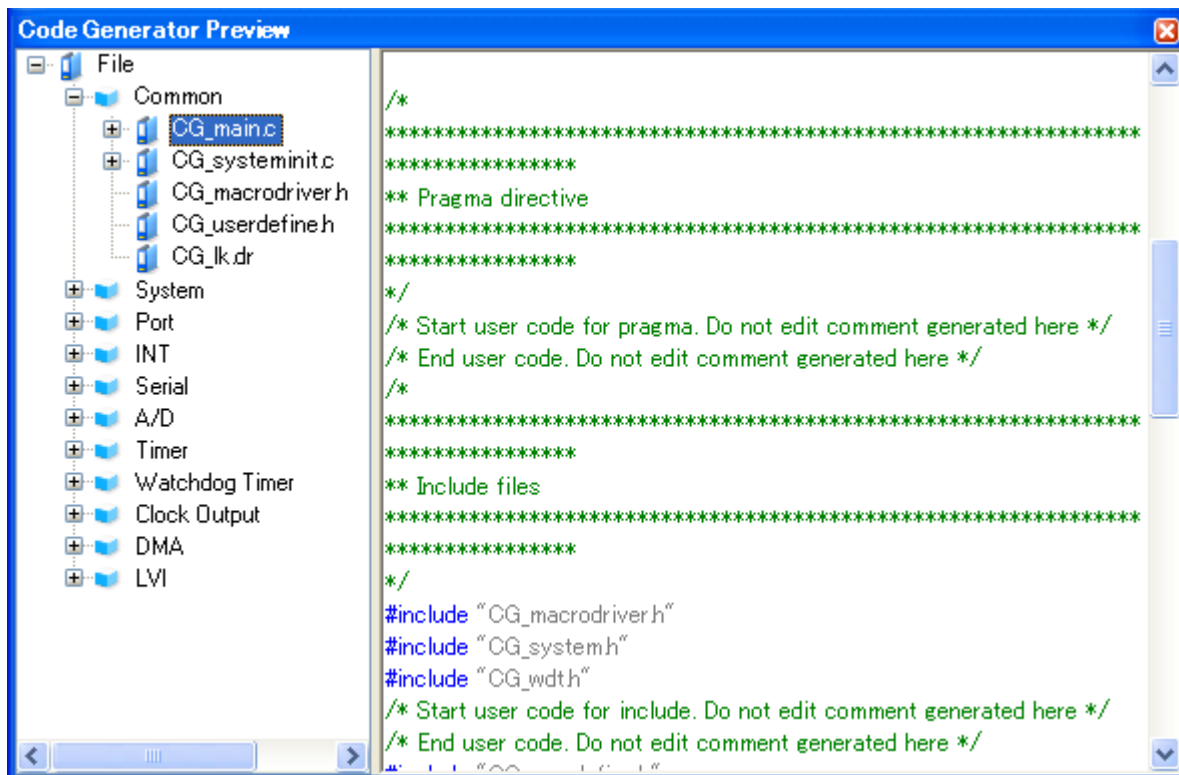 Code Generator Preview
File
Common
CG_main.c
CG_systeminit.c
CG_macrodriver.h
CG_userdefine.h
CG_lk.dr
System
Port
INT
Serial
A/D
Timer
Watchdog Timer
Clock Output
DMA
LVI
/*
***************************************************************
****************
** Pragma directive
***************************************************************
****************
*/
/* Start user code for pragma. Do not edit comment generated here */
/* End user code. Do not edit comment generated here */
/*
***************************************************************
****************
** Include files
***************************************************************
****************
*/
#include "CG_macrodriver.h"
#include "CG_system.h"
#include "CG_wdt.h"
/* Start user code for include. Do not edit comment generated here */
/* End user code. Do not edit comment generated here */